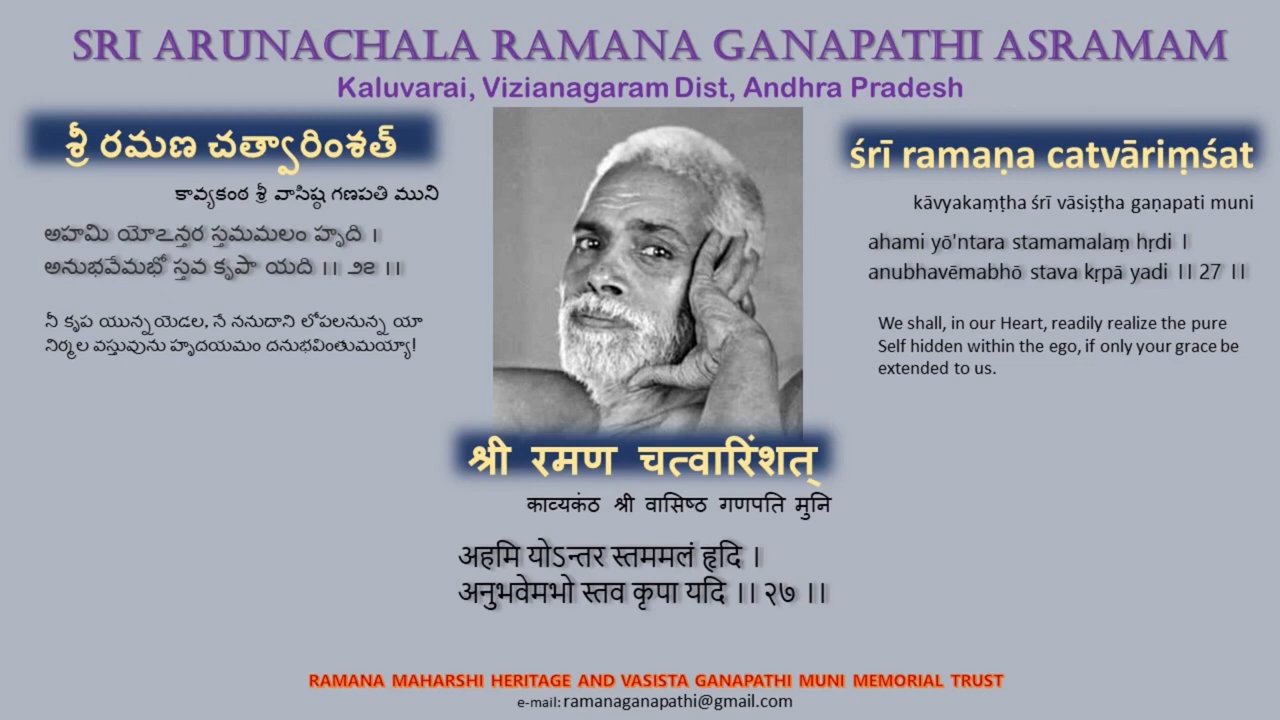 SRI ARUNACHALA RAMANA GANAPATHI ASRAMAM
Kaluvarai, Vizianagaram Dist, Andhra Pradesh
శ్రీ రమణ చత్వారింశత్
కావ్యకంఠ శ్రీ వాసిష్ఠ గణపతి ముని
అహమి యోఽన్తర స్తమమలం హృది ।
అనుభవేమభో స్తవ కృపా యది ।। ౨౭ ।।
నీ కృప యున్నయెడల, నే ననుదాని లోపలనున్న యా
నిర్మల వస్తువును హృదయమం దనుభవింతుమయ్యా!
śrī ramaṇa catvāriṃśat
kāvyakaṃṭha śrī vāsiṣṭha gaṇapati muni
ahami yō'ntara stamamalaṃ hṛdi ।
anubhavēmabhō stava kṛpā yadi ।। 27 ।।
We shall, in our Heart, readily realize the pure
Self hidden within the ego, if only your grace be
extended to us.
श्री रमण चत्वारिंशत्
काव्यकंठ श्री वासिष्ठ गणपति मुनि
अहमि योऽन्तर स्तममलं हृदि ।
अनुभवेमभो स्तव कृपा यदि ।। २७ ।।
RAMANA MAHARSHI HERITAGE AND VASISTA GANAPATHI MUNI MEMORIAL TRUST
e-mail: ramanaganapathi@gmail.com